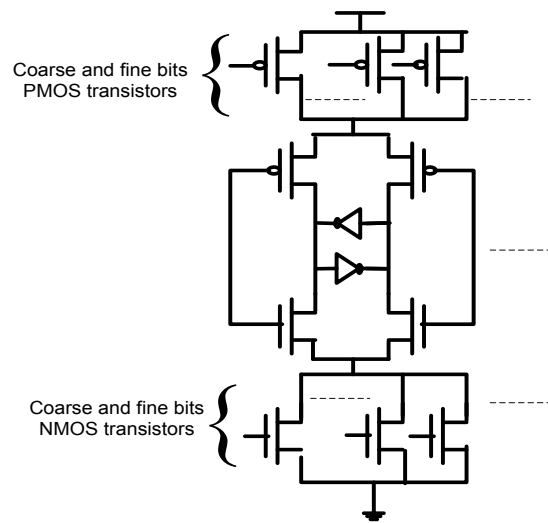 Coarse and fine bits
PMOS transistors
Coarse and fine bits
NMOS transistors